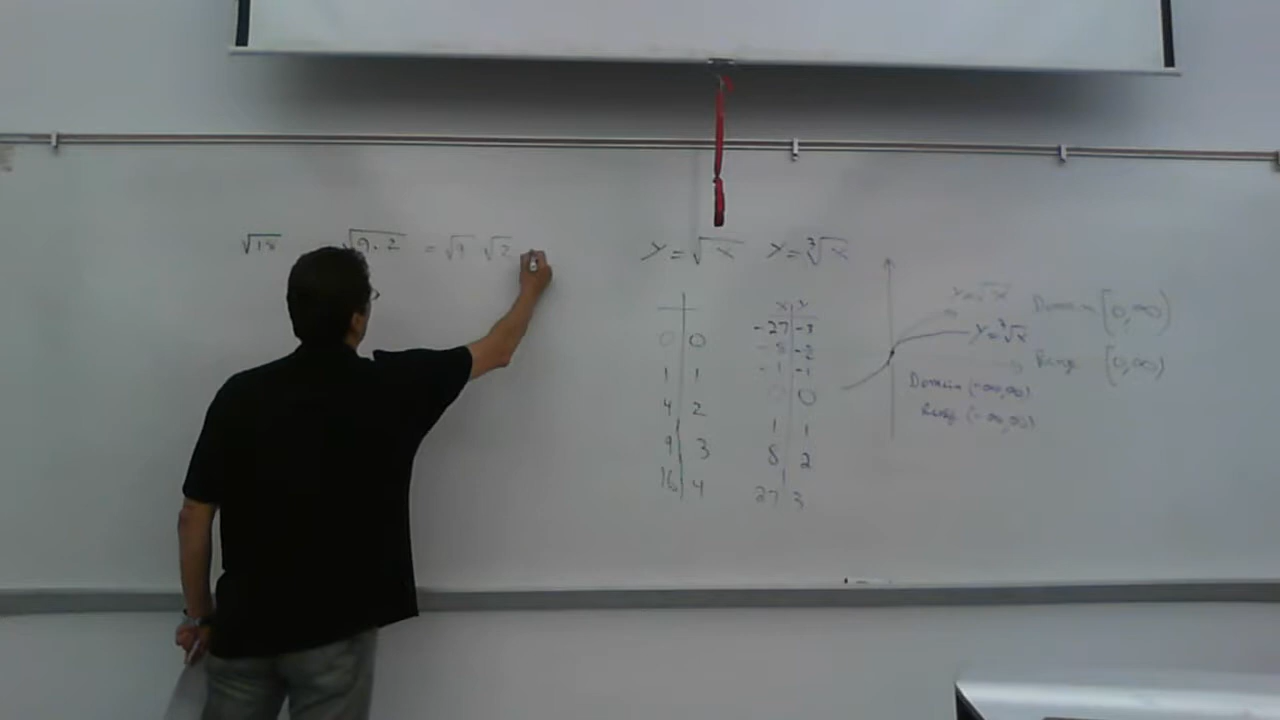 √18 √9·2 = √9 √2
y = √x y = ∛x
0 0
1 1
4 2
9 3
16 4
x y
-27 -3
-8 -2
-1 -1
0 0
1 1
8 2
27 3
y=√x
y=∛x
Domain [0,∞)
Range [0,∞)
Domain (-∞,∞)
Range (-∞,∞)